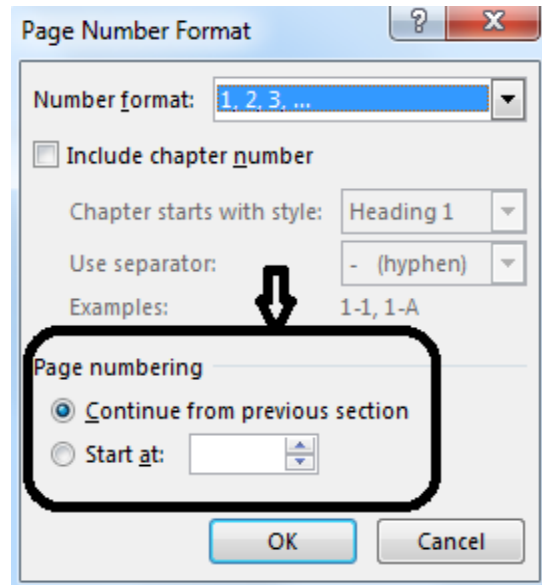 Page Number Format
Number format: 1, 2, 3, ...
Include chapter number
Chapter starts with style: Heading 1
Use separator: - (hyphen)
Examples: 1-1, 1-A
Page numbering
Continue from previous section
Start at:
OK Cancel